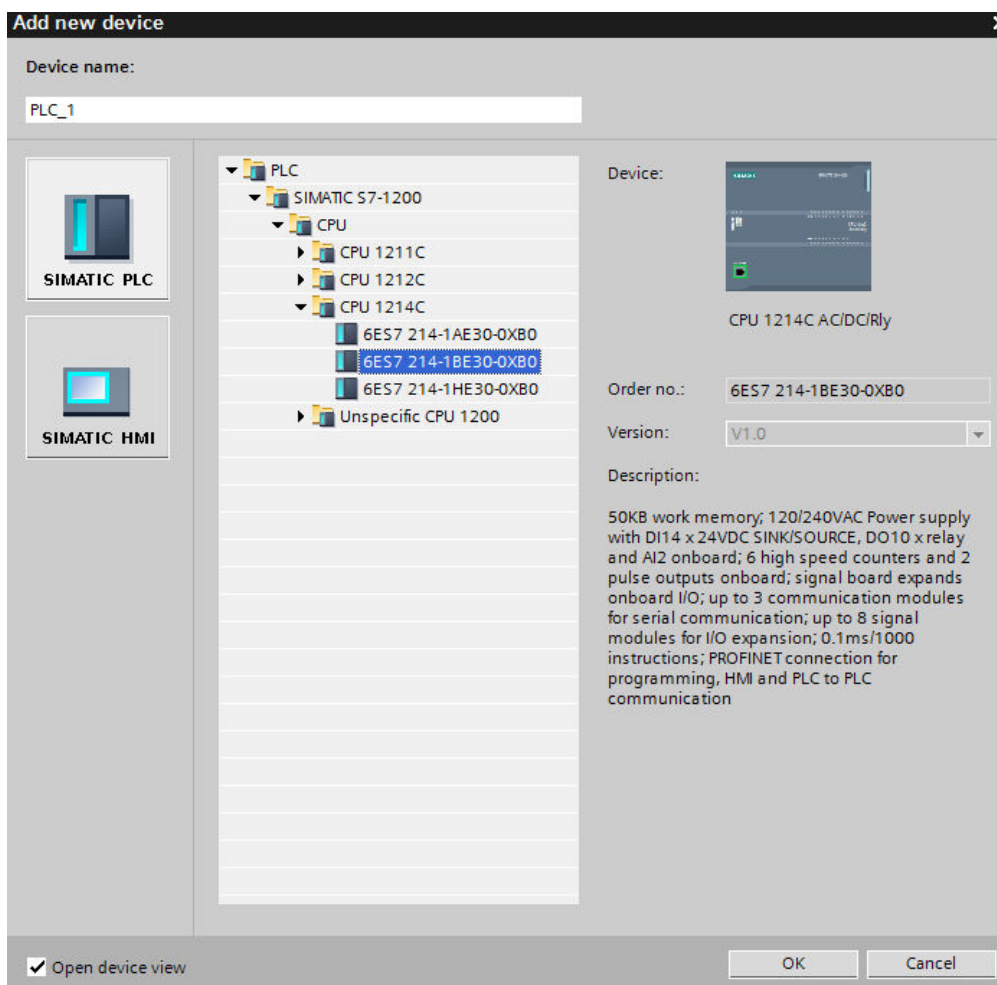 Add new device
Device name:
PLC_1
SIMATIC PLC
SIMATIC HMI
PLC
SIMATIC S7-1200
CPU
CPU 1211C
CPU 1212C
CPU 1214C
6ES7 214-1AE30-0XB0
6ES7 214-1BE30-0XB0
6ES7 214-1HE30-0XB0
Unspecific CPU 1200
Device:
CPU 1214C AC/DC/Rly
Order no.:
6ES7 214-1BE30-0XB0
Version:
V1.0
Description:
50KB work memory; 120/240VAC Power supply
with DI14 x 24VDC SINK/SOURCE, DO10 x relay
and AI2 onboard; 6 high speed counters and 2
pulse outputs onboard; signal board expands
onboard I/O; up to 3 communication modules
for serial communication; up to 8 signal
modules for I/O expansion; 0.1ms/1000
instructions; PROFINET connection for
programming, HMI and PLC to PLC
communication
Open device view
OK
Cancel